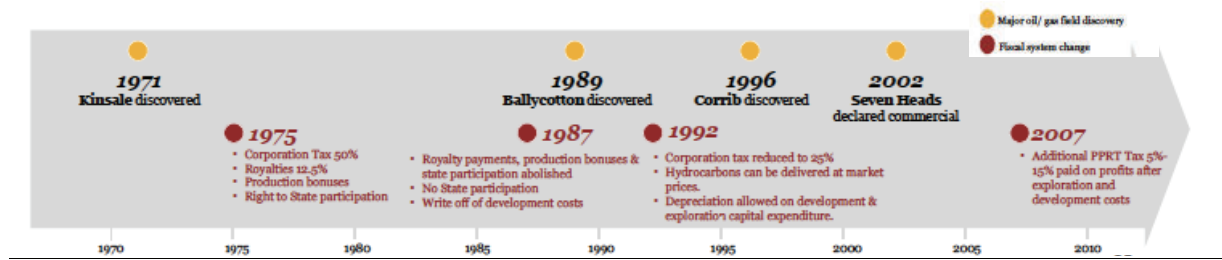 Major oil/ gas field discovery
Fiscal system change
1971
Kinsale discovered
1989
Ballycotton discovered
1996
Corrib discovered
2002
Seven Heads
declared commercial
1975
• Corporation Tax 50%
• Royalties 12.5%
• Production bonuses
• Right to State participation
1987
• Royalty payments, production bonuses &
state participation abolished
• No State participation
• Write off of development costs
1992
• Corporation tax reduced to 25%
• Hydrocarbons can be delivered at market
prices.
• Depreciation allowed on development &
exploration capital expenditure.
2007
• Additional PPRT Tax 5%-
15% paid on profits after
exploration and
development costs
1970 1975 1980 1985 1990 1995 2000 2005 2010